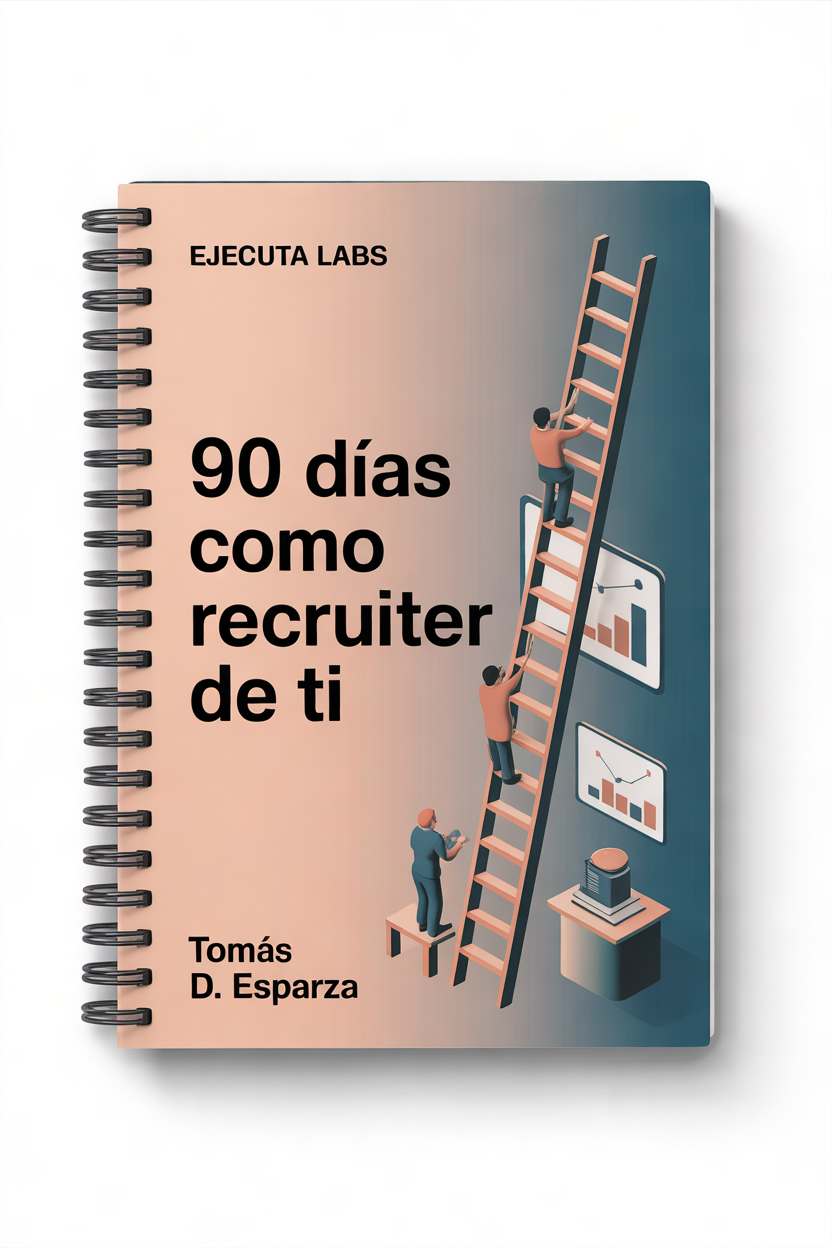 EJECUTA LABS
90 días
como
recruiter
de ti
Tomás
D. Esparza